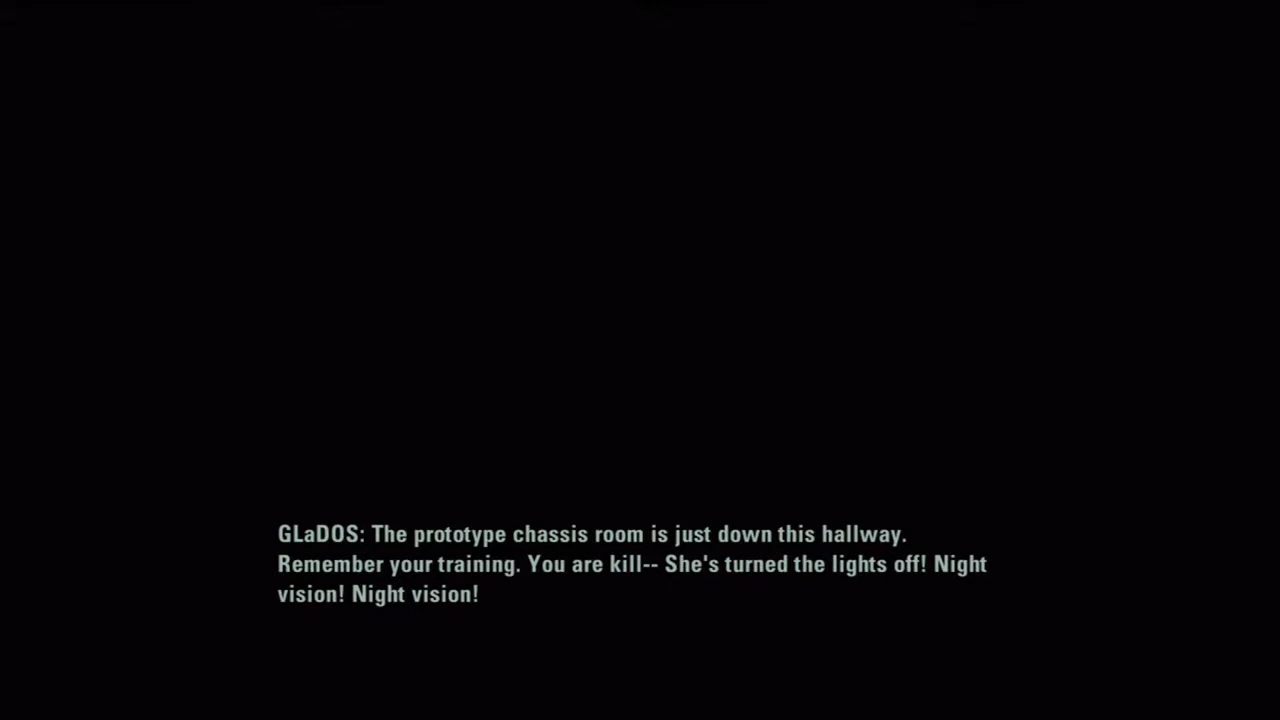 GLaDOS: The prototype chassis room is just down this hallway.
Remember your training. You are kill-- She's turned the lights off! Night
vision! Night vision!